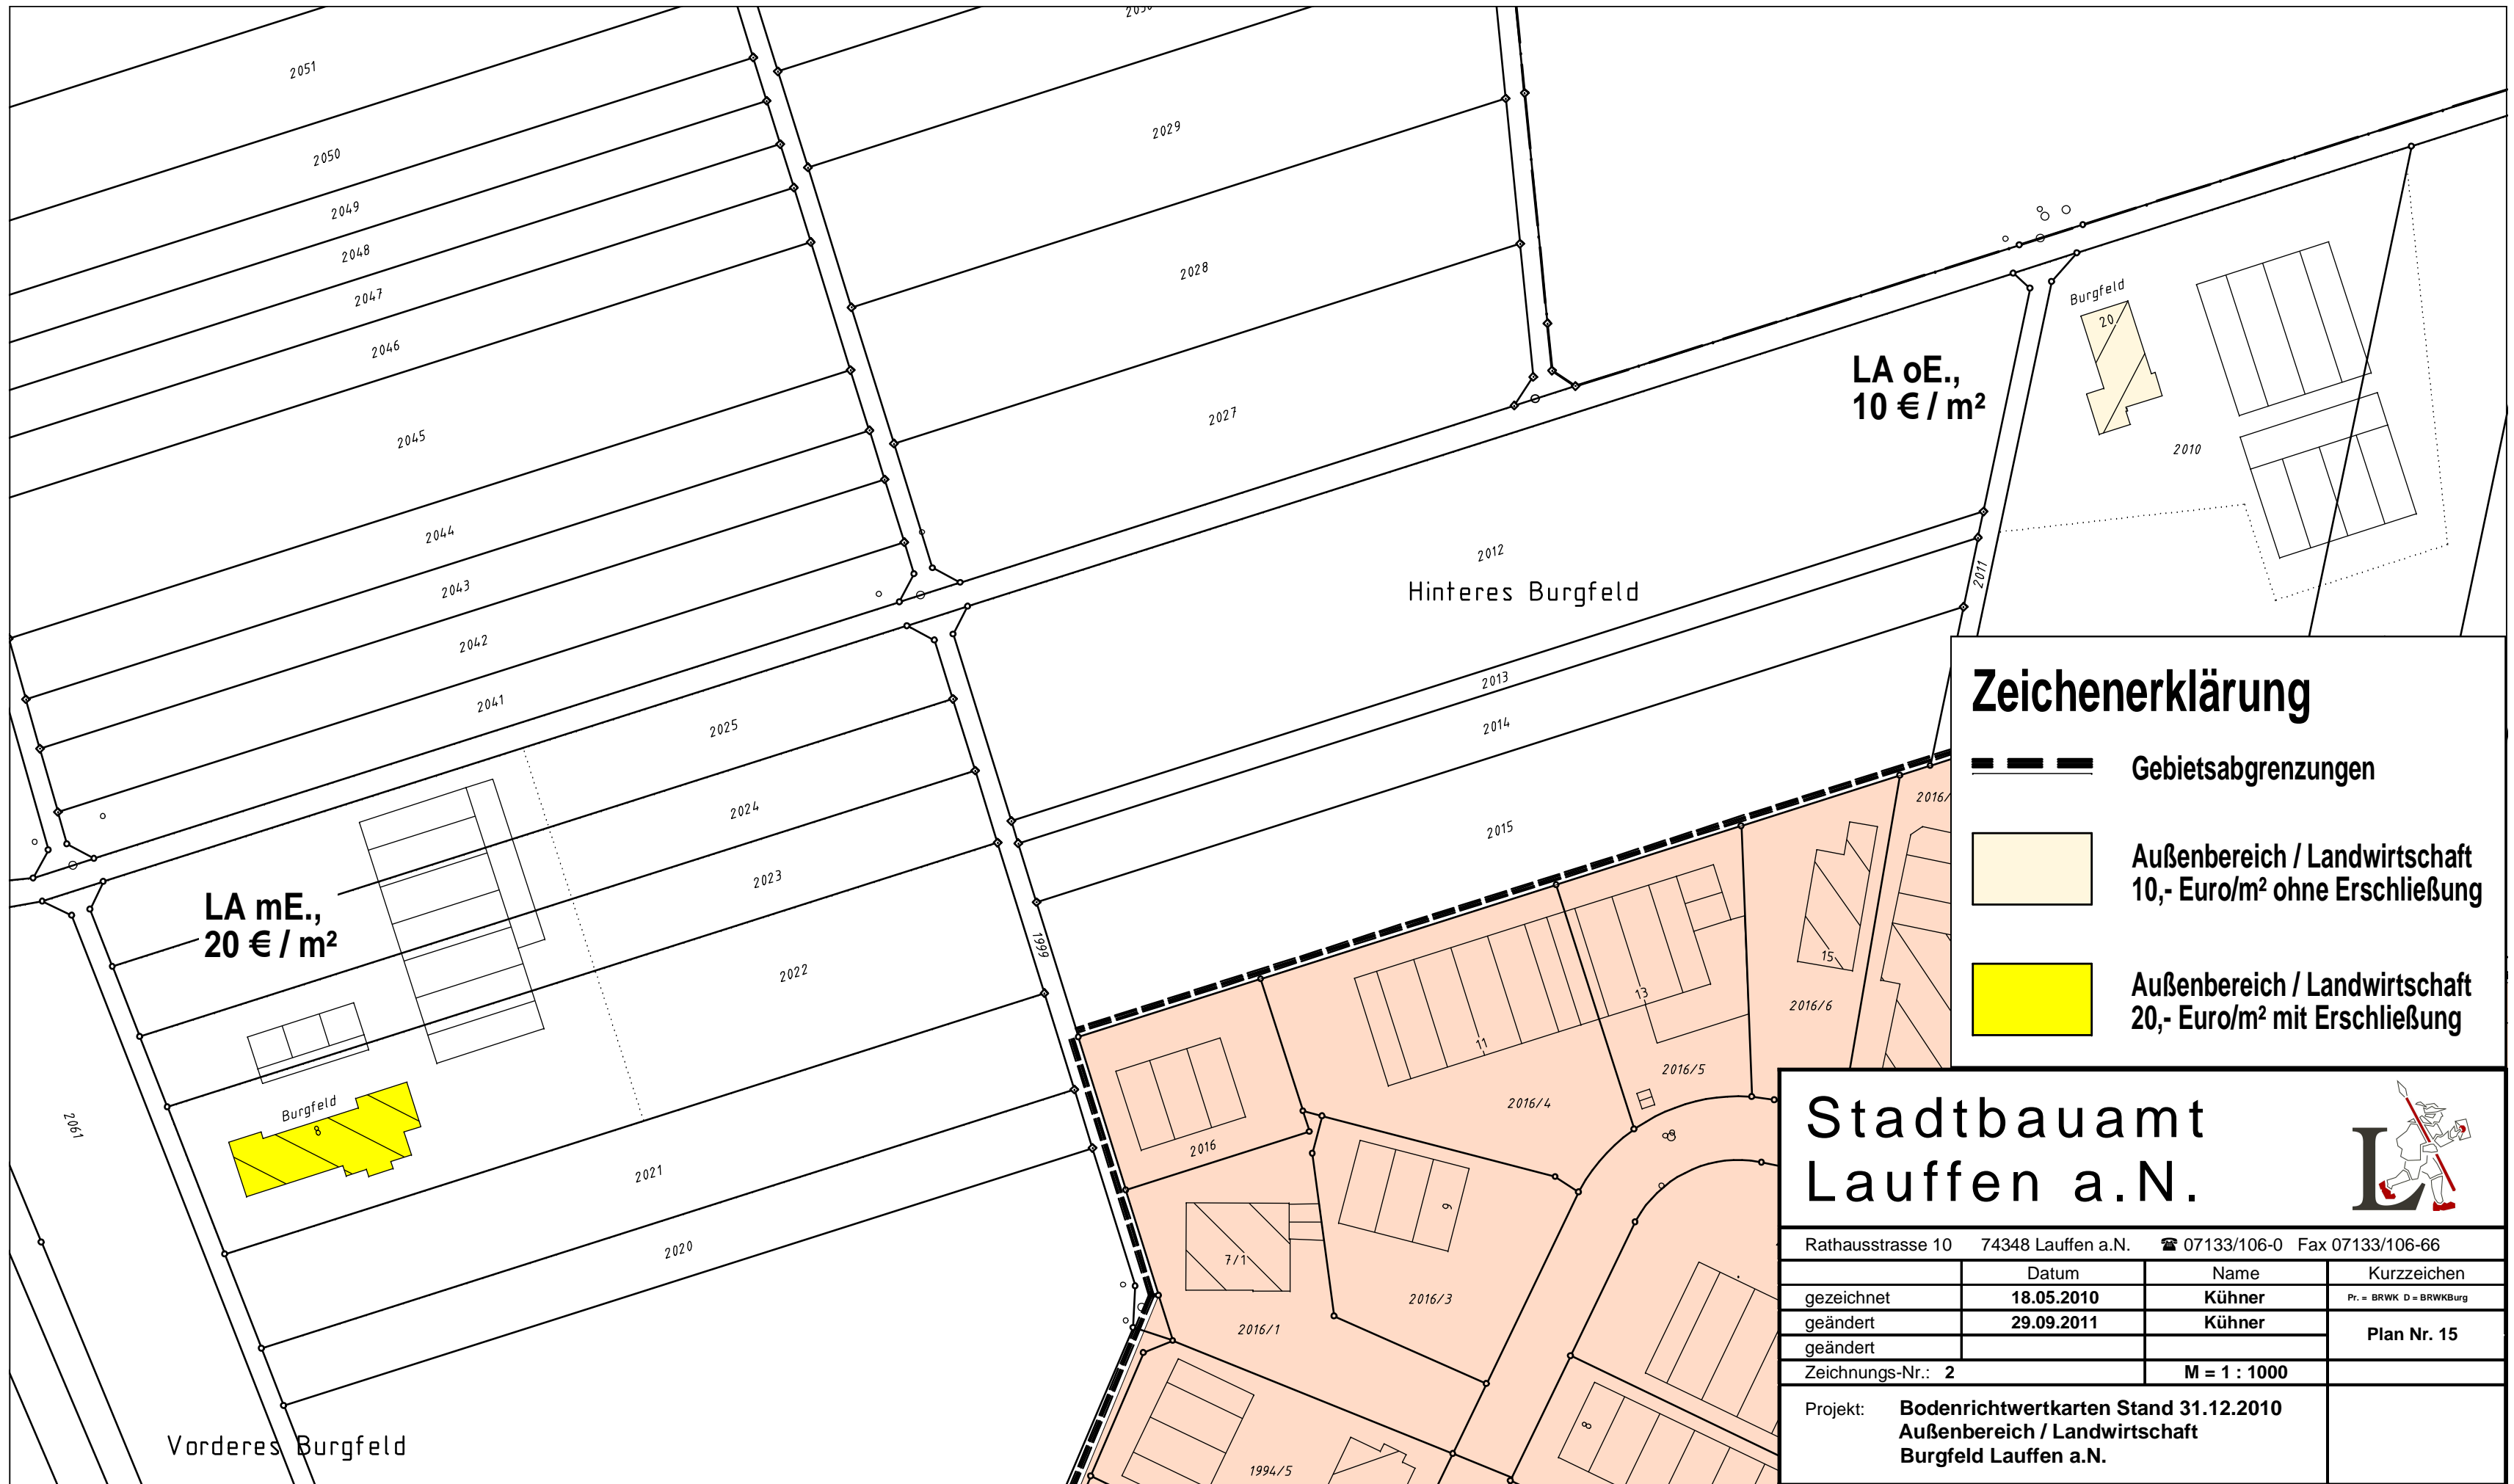 2051
2050
2049
2048
2047
2046
2045
2044
2043
2042
2041
2029
2028
2027
2025
2024
2023
2022
2021
2020
2061
1999
2012
Hinteres Burgfeld
2013
2014
2015
2011
2010
Burgfeld
20
LA oE.,
10 € / m²
LA mE.,
20 € / m²
Burgfeld
8
Vorderes Burgfeld
2016
2016/4
2016/5
2016/6
2016/
11
13
15
9
7/1
2016/1
2016/3
1994/5
8
Zeichenerklärung
Gebietsabgrenzungen
Außenbereich / Landwirtschaft
10,- Euro/m² ohne Erschließung
Außenbereich / Landwirtschaft
20,- Euro/m² mit Erschließung
Stadtbauamt
Lauffen a.N.
L
Rathausstrasse 10 74348 Lauffen a.N. ☎ 07133/106-0 Fax 07133/106-66
Datum Name Kurzzeichen
gezeichnet 18.05.2010 Kühner Pr. = BRWK D = BRWKBurg
geändert 29.09.2011 Kühner
Plan Nr. 15
geändert
Zeichnungs-Nr.: 2 M = 1 : 1000
Projekt: Bodenrichtwertkarten Stand 31.12.2010
Außenbereich / Landwirtschaft
Burgfeld Lauffen a.N.